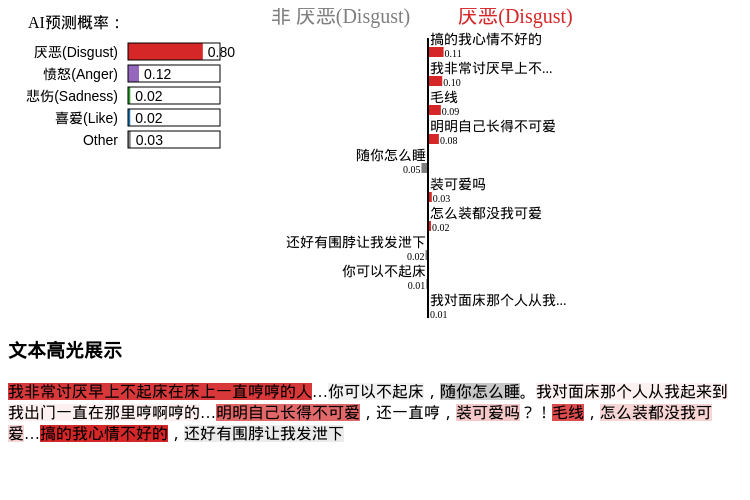 AI预测概率：
厌恶(Disgust) 0.80
愤怒(Anger) 0.12
悲伤(Sadness) 0.02
喜爱(Like) 0.02
Other 0.03
非 厌恶(Disgust) 厌恶(Disgust)
搞的我心情不好的
0.11
我非常讨厌早上不...
0.10
毛线
0.09
明明自己长得不可爱
0.08
随你怎么睡
0.05
装可爱吗
0.03
怎么装都没我可爱
0.02
还好有围脖让我发泄下
0.02
你可以不起床
0.01
我对面床那个人从我...
0.01
文本高光展示
我非常讨厌早上不起床在床上一直哼哼的人...你可以不起床，随你怎么睡。我对面床那个人从我起来到
我出门一直在那里哼啊哼的...明明自己长得不可爱，还一直哼，装可爱吗？！毛线，怎么装都没我可
爱...搞的我心情不好的，还好有围脖让我发泄下